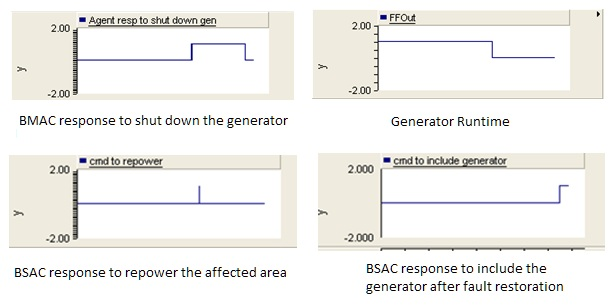 Agent resp to shut down gen
2.00
y
-2.00
BMAC response to shut down the generator
FFOut
2.00
y
-2.00
Generator Runtime
cmd to repower
2.00
y
-2.00
BSAC response to repower the affected area
cmd to include generator
2.000
y
-2.000
BSAC response to include the
generator after fault restoration